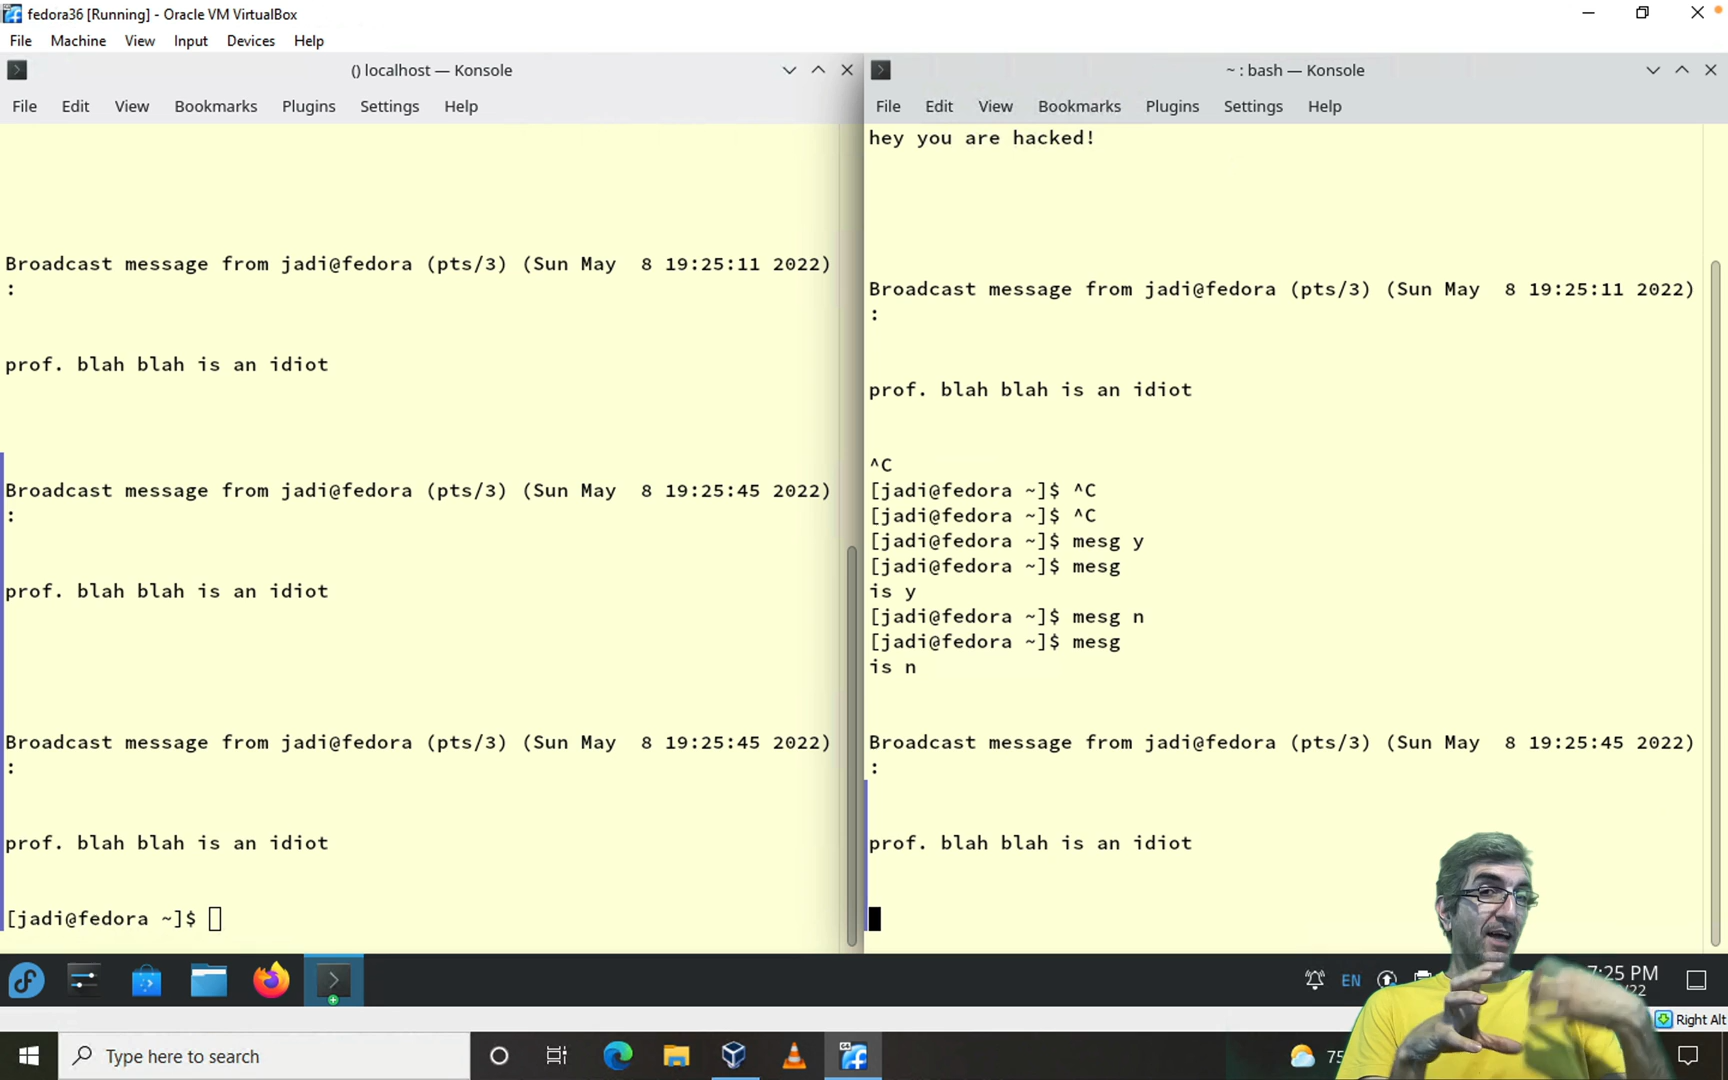 fedora36 [Running] - Oracle VM VirtualBox
File Machine View Input Devices Help
() localhost — Konsole
File Edit View Bookmarks Plugins Settings Help
Broadcast message from jadi@fedora (pts/3) (Sun May  8 19:25:11 2022)
:
prof. blah blah is an idiot
Broadcast message from jadi@fedora (pts/3) (Sun May  8 19:25:45 2022)
:
prof. blah blah is an idiot
Broadcast message from jadi@fedora (pts/3) (Sun May  8 19:25:45 2022)
:
prof. blah blah is an idiot
[jadi@fedora ~]$
~ : bash — Konsole
File Edit View Bookmarks Plugins Settings Help
hey you are hacked!
Broadcast message from jadi@fedora (pts/3) (Sun May  8 19:25:11 2022)
:
prof. blah blah is an idiot
^C
[jadi@fedora ~]$ ^C
[jadi@fedora ~]$ ^C
[jadi@fedora ~]$ mesg y
[jadi@fedora ~]$ mesg
is y
[jadi@fedora ~]$ mesg n
[jadi@fedora ~]$ mesg
is n
Broadcast message from jadi@fedora (pts/3) (Sun May  8 19:25:45 2022)
:
prof. blah blah is an idiot
EN
7:25 PM
/22
Right Alt
Type here to search
75